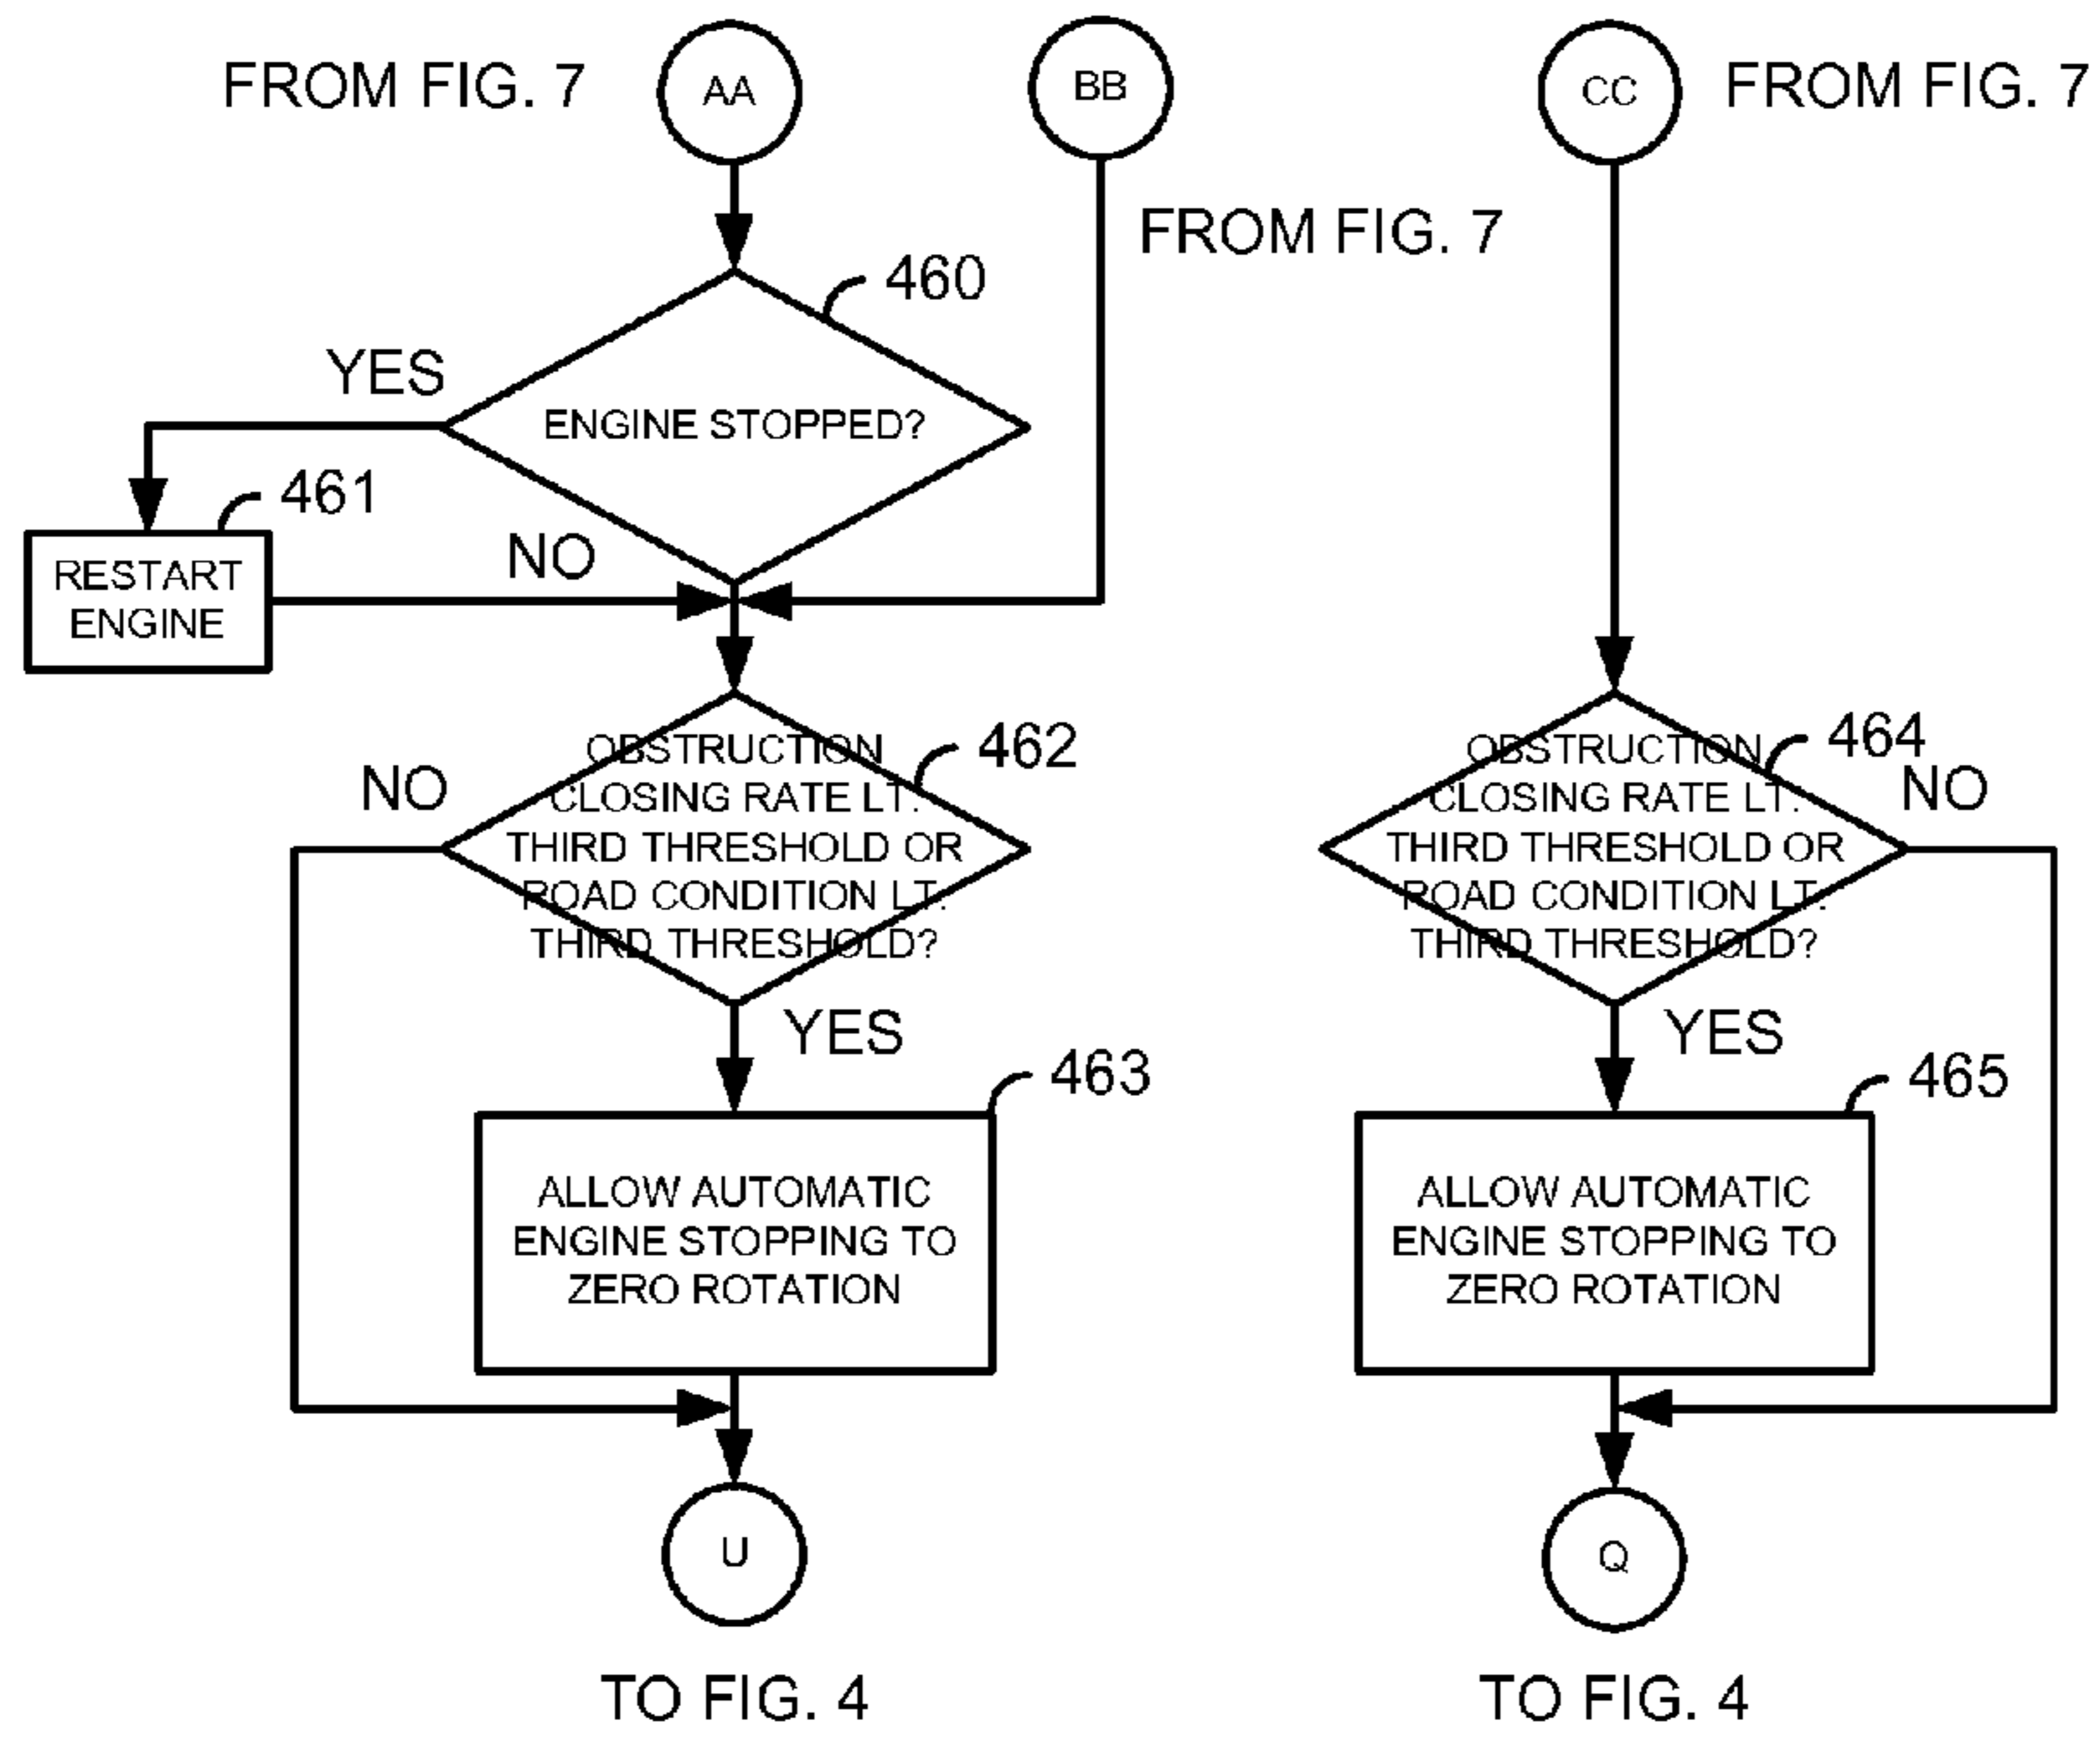 FROM FIG. 7
AA
BB
CC
FROM FIG. 7
FROM FIG. 7
460
YES
ENGINE STOPPED?
461
NO
RESTART
ENGINE
462
NO
OBSTRUCTION
CLOSING RATE LT.
THIRD THRESHOLD OR
ROAD CONDITION LT.
THIRD THRESHOLD?
YES
464
NO
OBSTRUCTION
CLOSING RATE LT.
THIRD THRESHOLD OR
ROAD CONDITION LT.
THIRD THRESHOLD?
YES
463
ALLOW AUTOMATIC
ENGINE STOPPING TO
ZERO ROTATION
465
ALLOW AUTOMATIC
ENGINE STOPPING TO
ZERO ROTATION
U
Q
TO FIG. 4
TO FIG. 4